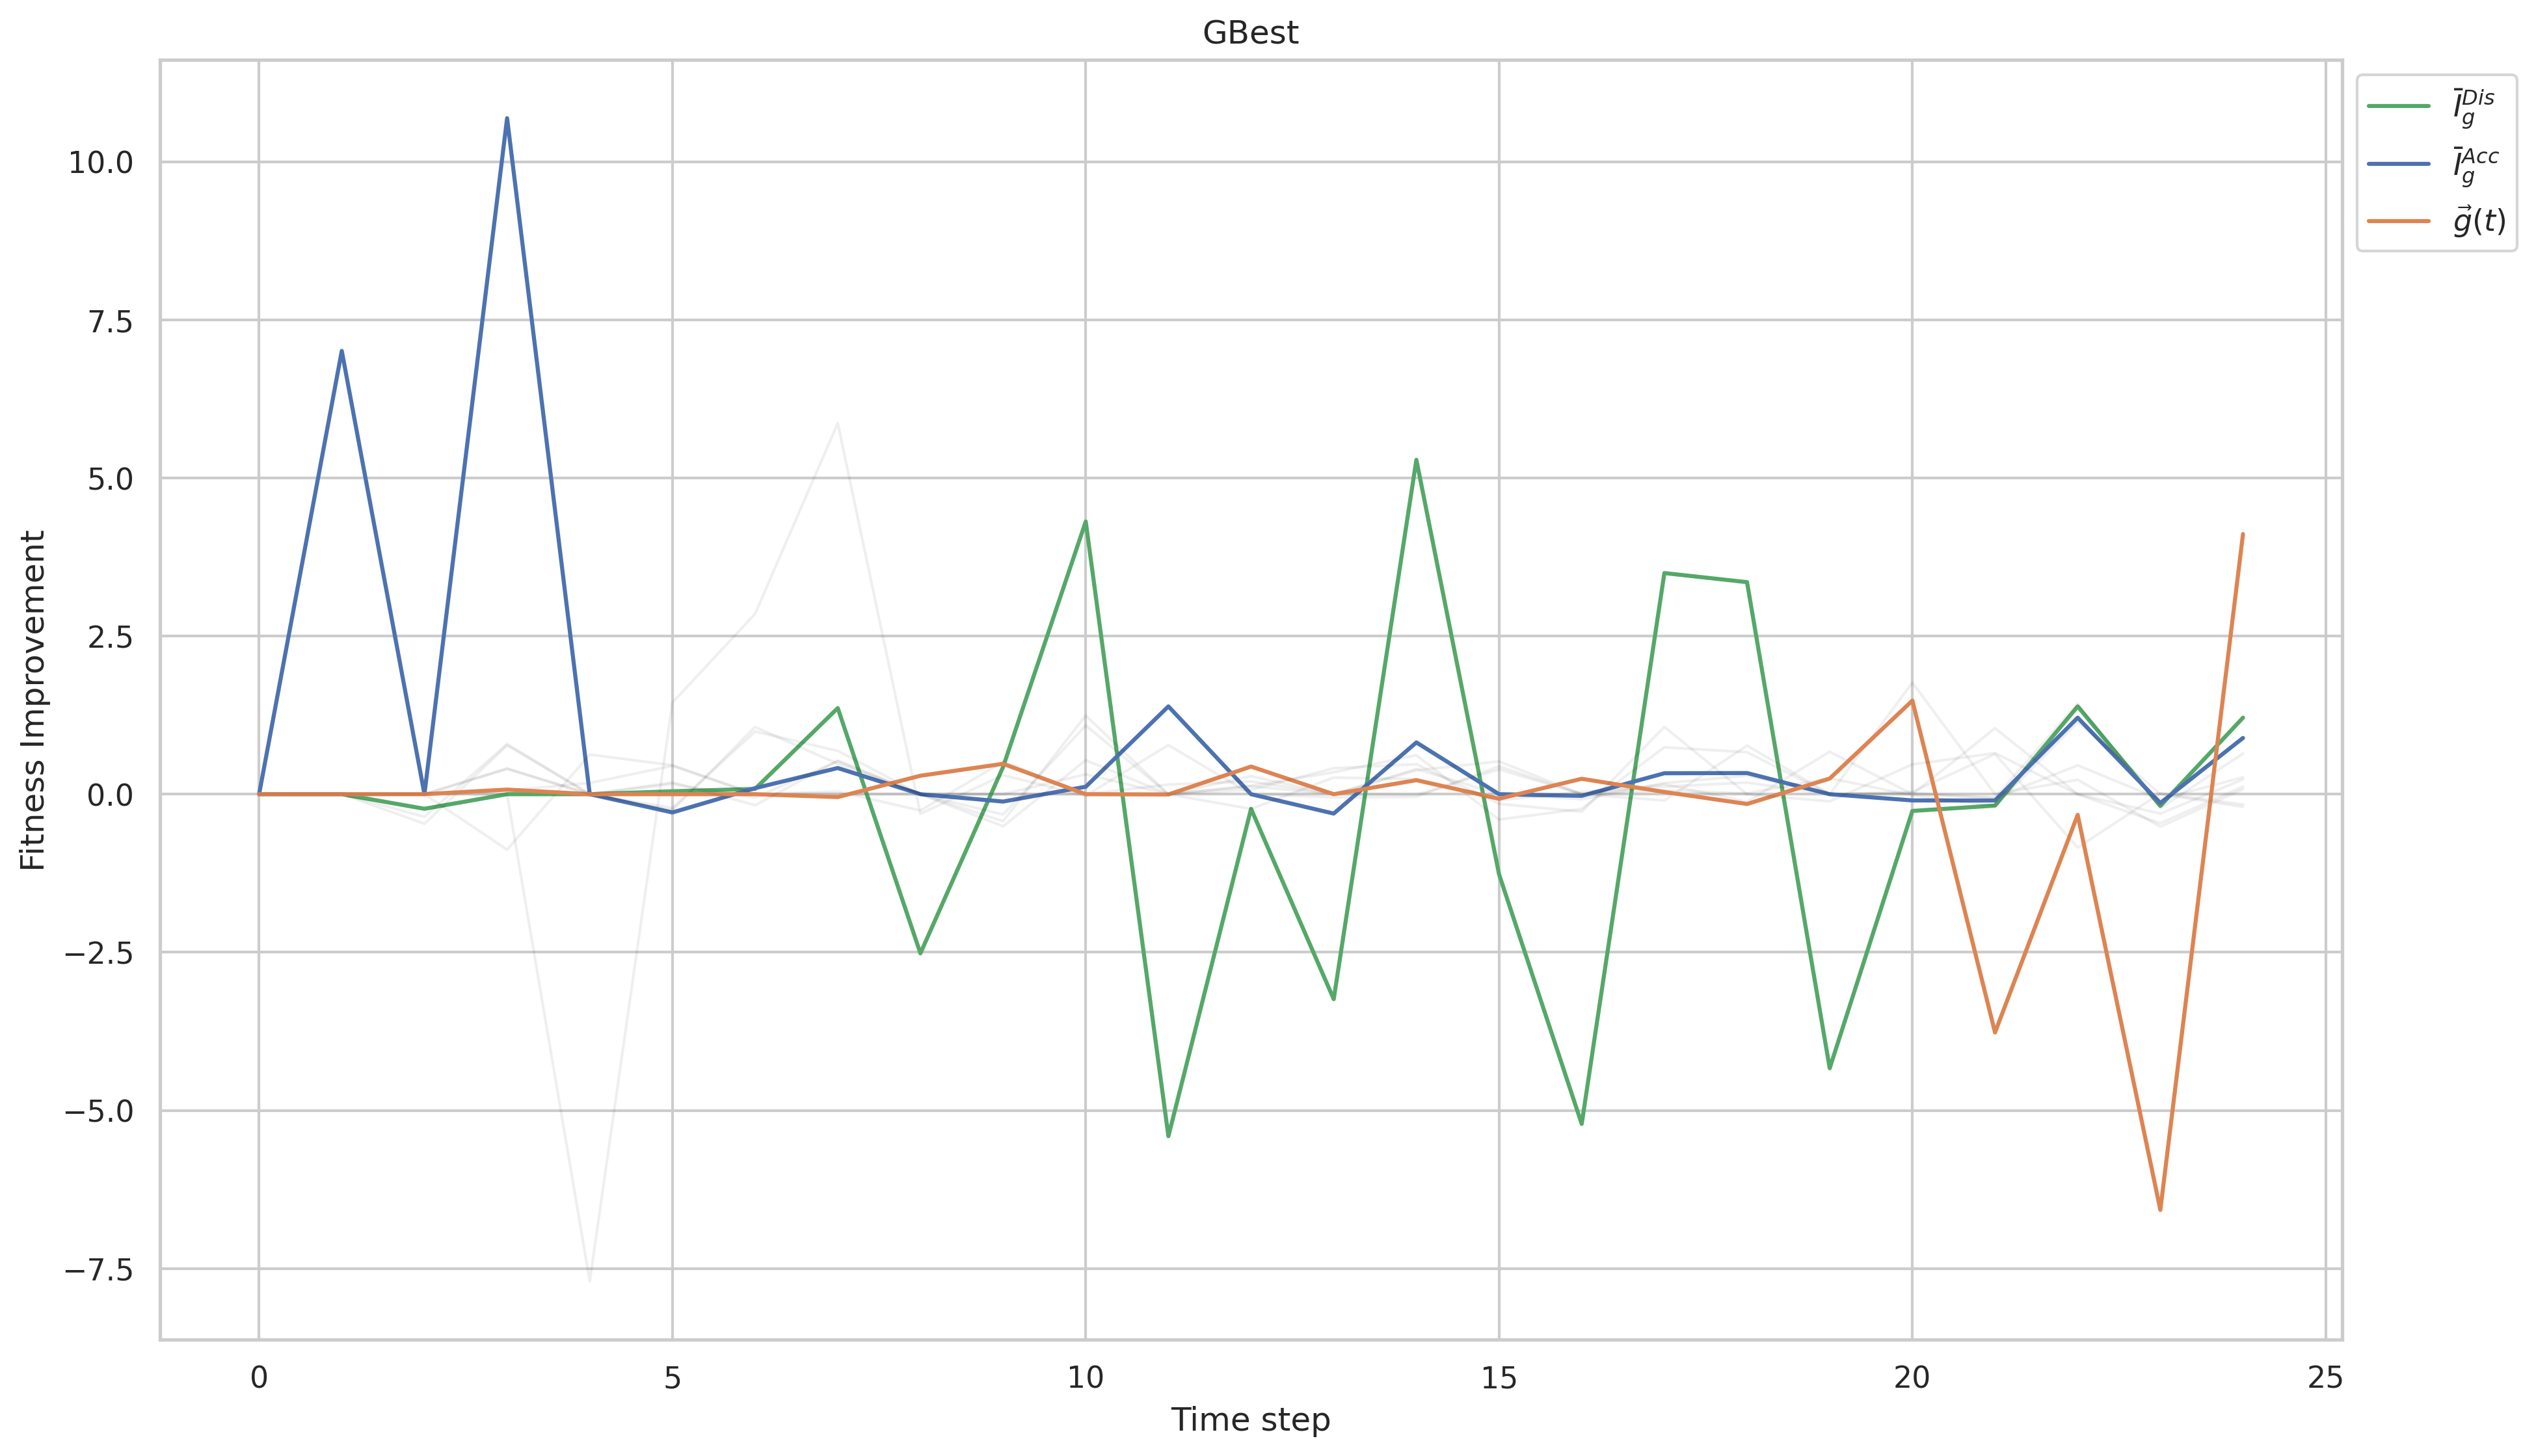 GBest
10.0
7.5
5.0
2.5
0.0
−2.5
−5.0
−7.5
Fitness Improvement
0 5 10 15 20 25
Time step
Ī_g^{Dis}
Ī_g^{Acc}
g⃗(t)